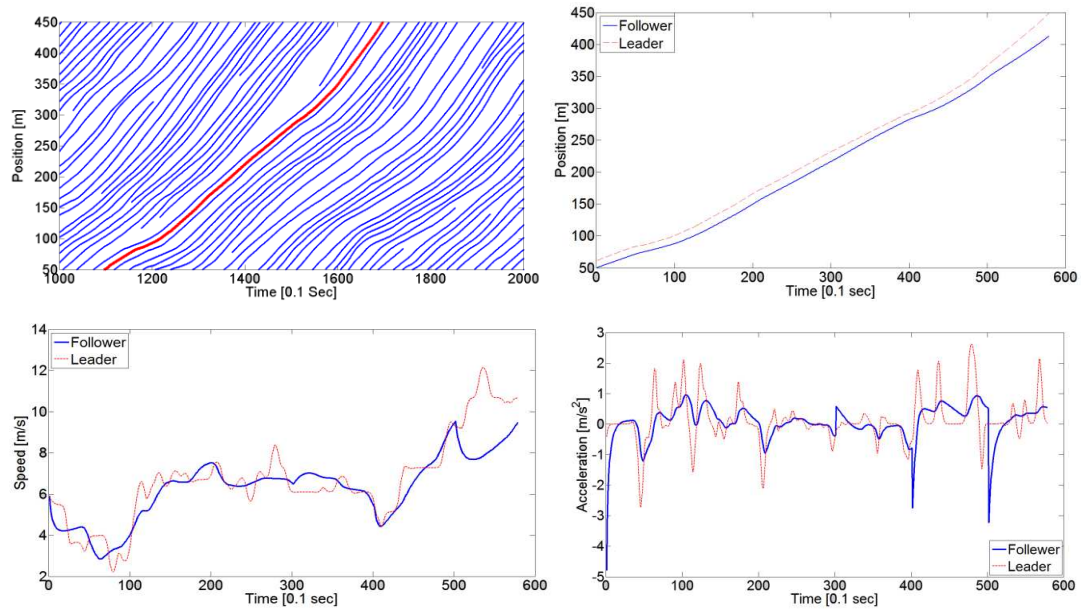 450
400
350
300
250
200
150
100
50
Position [m]
1000 1200 1400 1600 1800 2000
Time [0.1 Sec]
450
400
350
300
250
200
150
100
50
Position [m]
Follower
Leader
0 100 200 300 400 500 600
Time [0.1 sec]
14
12
10
8
6
4
2
Speed [m/s]
Follower
Leader
0 100 200 300 400 500 600
Time [0.1 sec]
3
2
1
0
-1
-2
-3
-4
-5
Acceleration [m/s²]
Follewer
Leader
0 100 200 300 400 500 600
Time [0.1 sec]